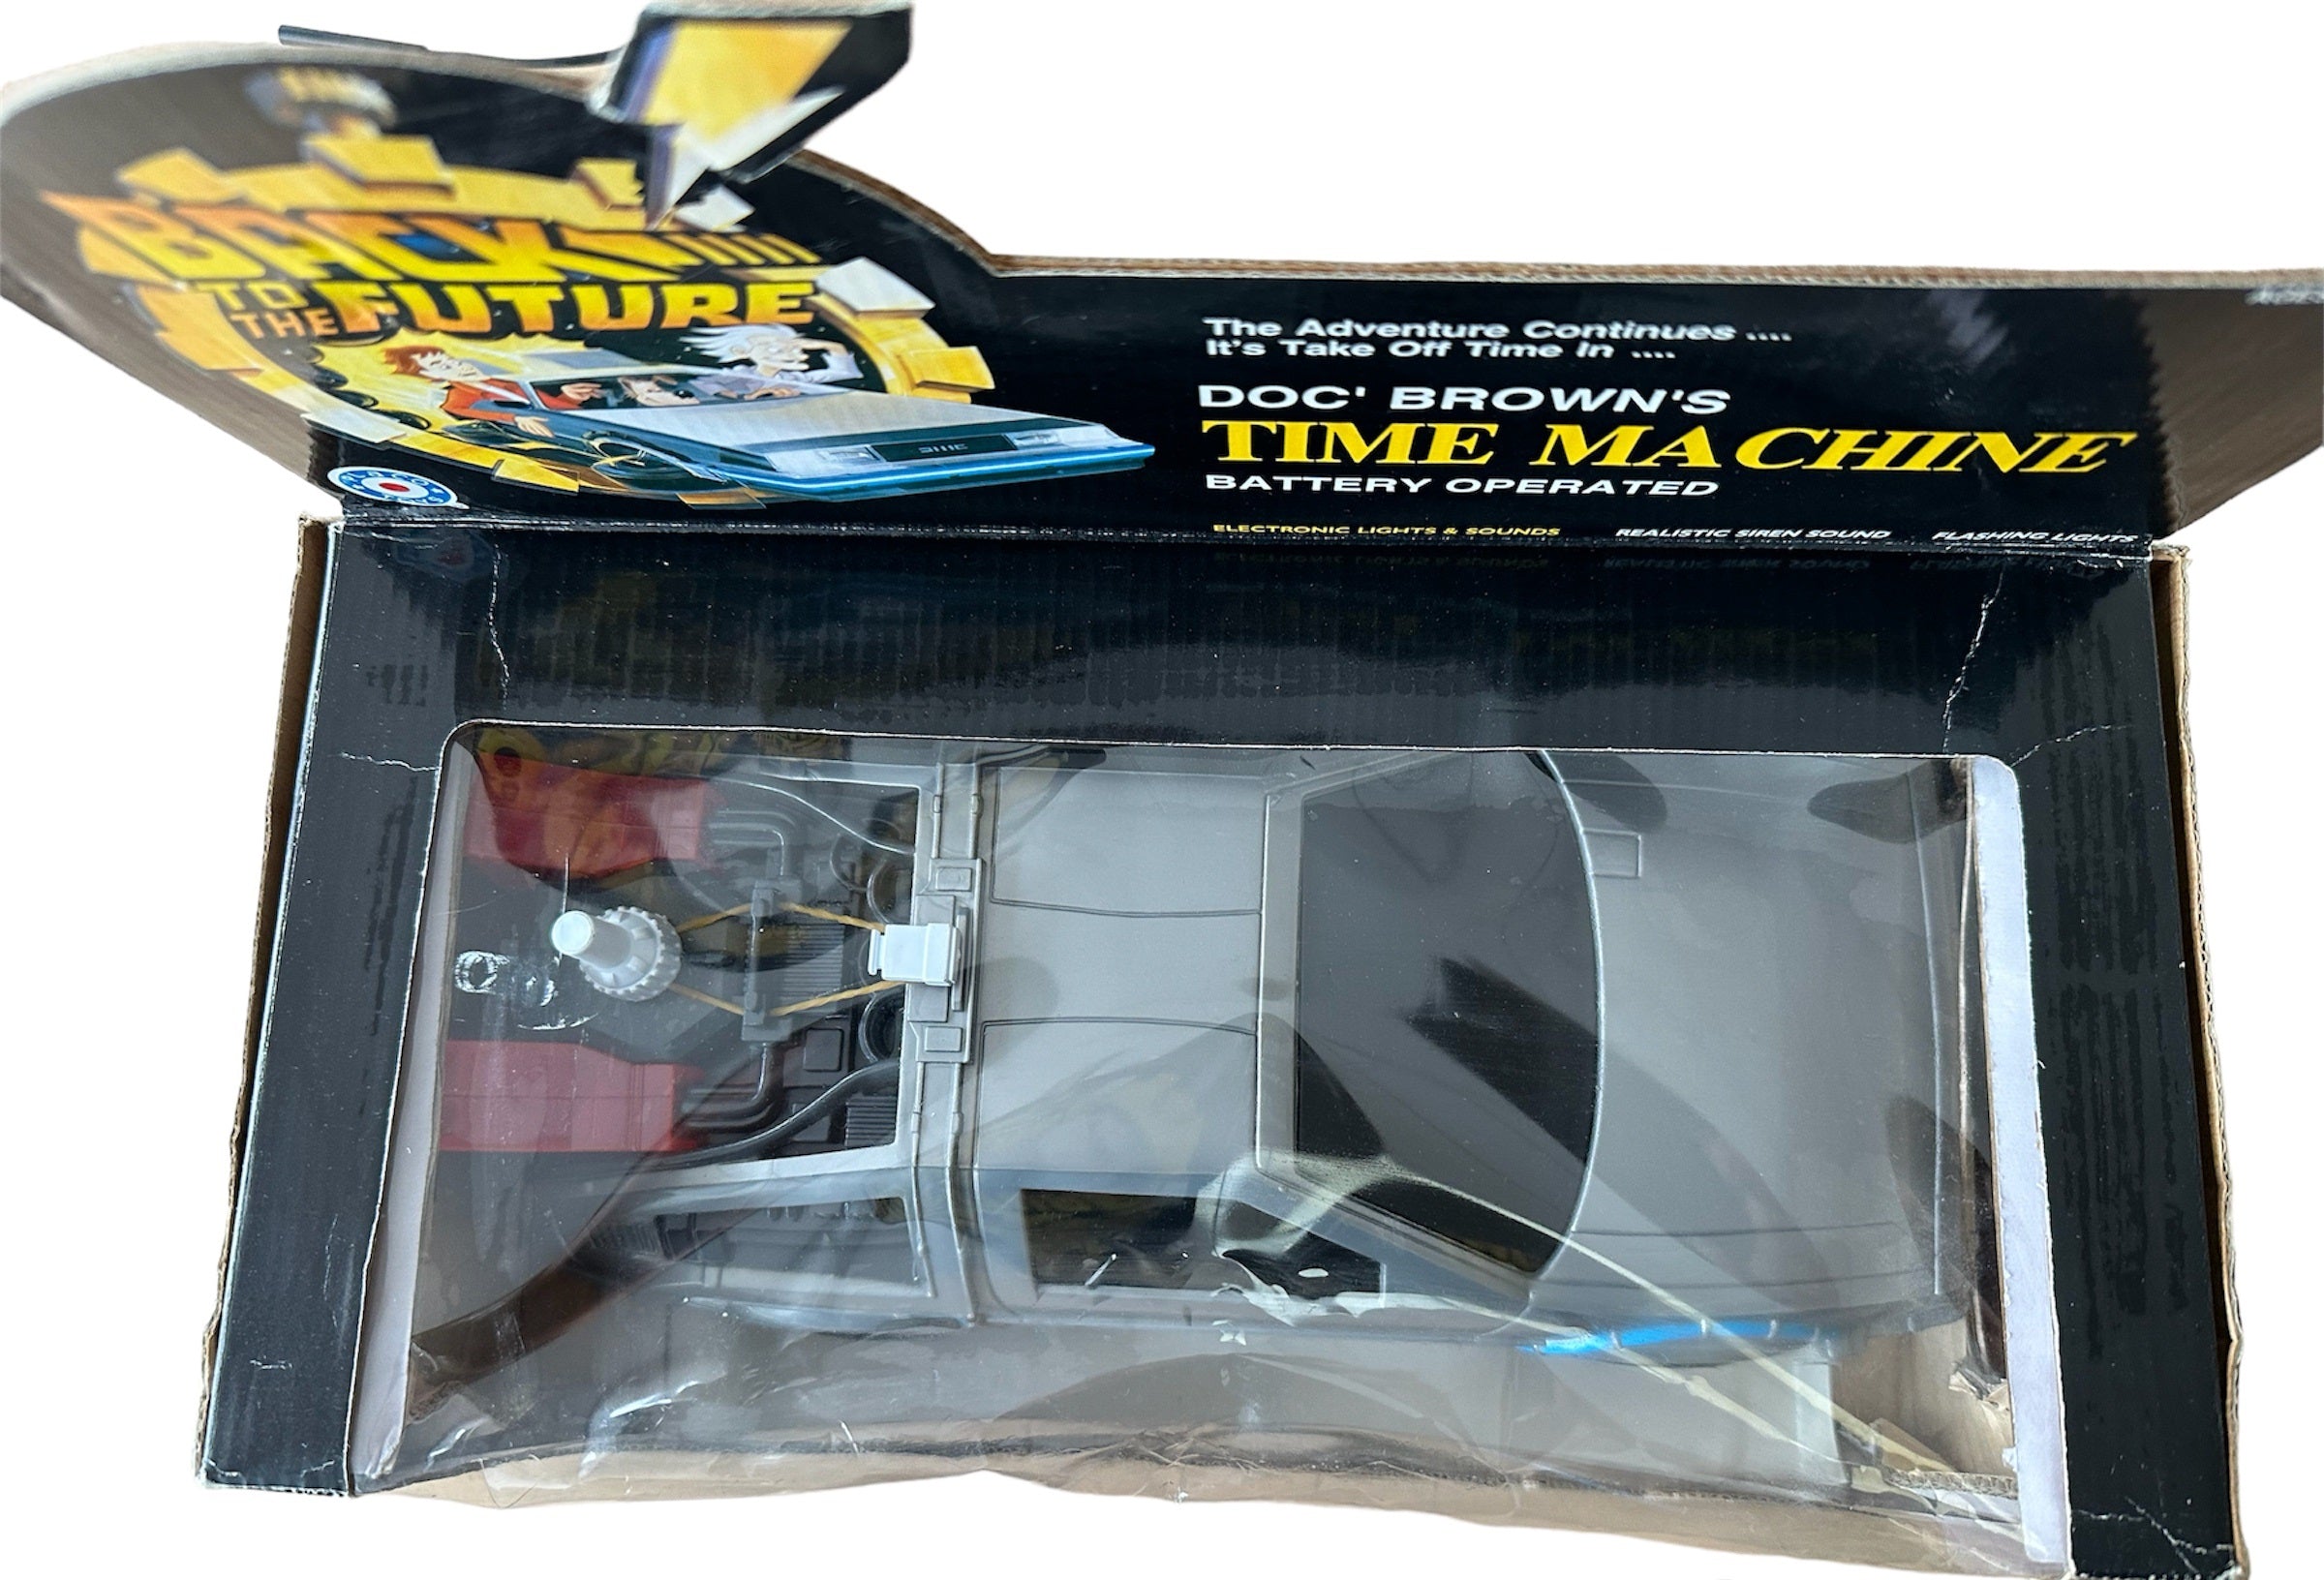 BACK
TO THE FUTURE
The Adventure Continues ....
It's Take Off Time In ....
DOC' BROWN'S
TIME MACHINE
BATTERY OPERATED
ELECTRONIC LIGHTS & SOUNDS REALISTIC SIREN SOUND FLASHING LIGHTS